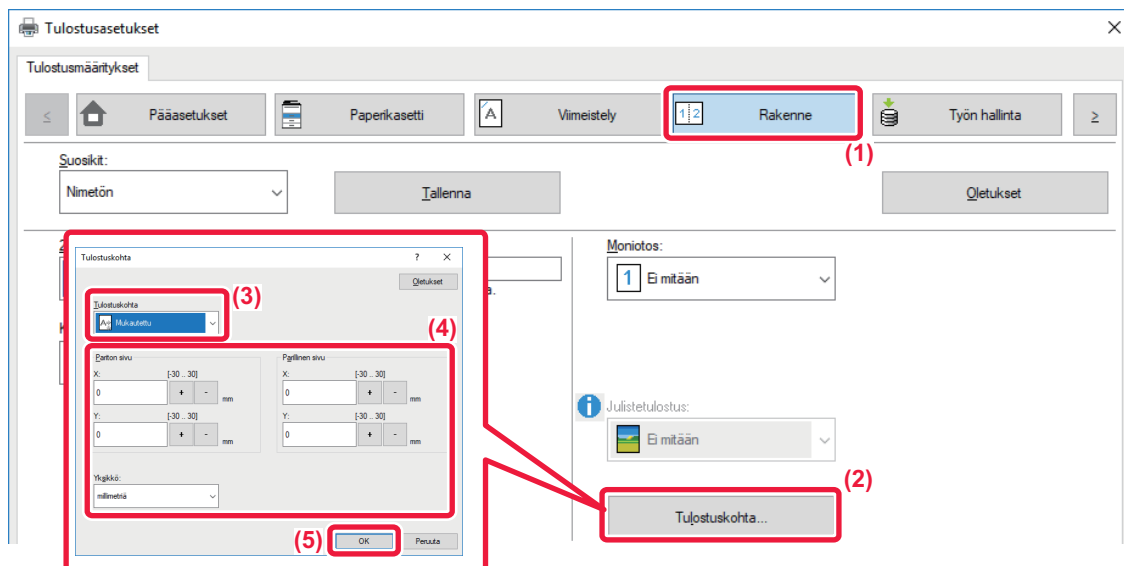 Tulostusasetukset
Tulostusmääritykset
<
Pääasetukset
Paperikasetti
Viimeistely
Rakenne
Työn hallinta
>
(1)
Suosikit:
Nimetön
Tallenna
Oletukset
2
K
a.
Tulostuskohta
?
Oletukset
Tulostuskohta
Mukautettu
(3)
(4)
Pariton sivu
X:
[-30 .. 30]
0
+
-
mm
Y:
[-30 .. 30]
0
+
-
mm
Parillinen sivu
X:
[-30 .. 30]
0
+
-
mm
Y:
[-30 .. 30]
0
+
-
mm
Yksikkö:
millimetriä
(5)
OK
Peruuta
Moniotos:
1
Ei mitään
Julistetulostus:
Ei mitään
(2)
Tulostuskohta...